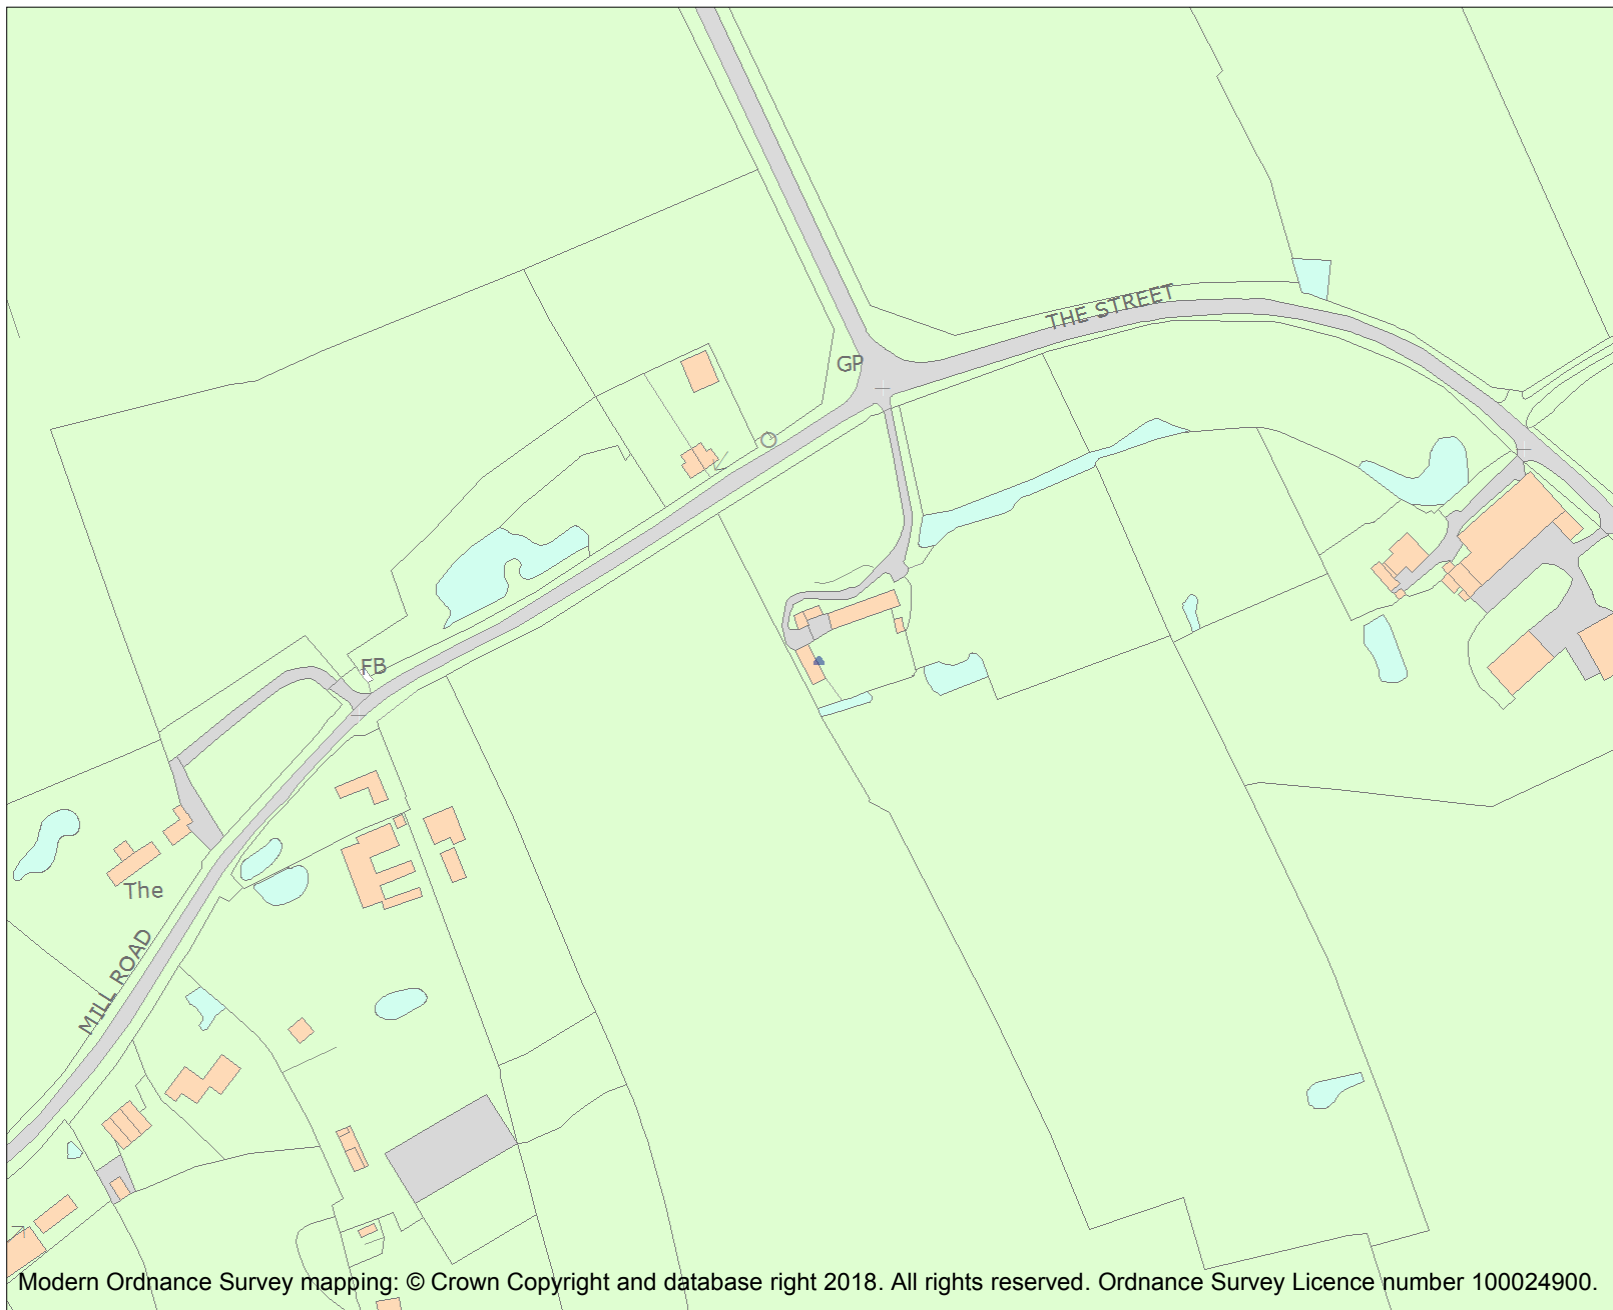 THE STREET
GP
FB
The
MILL ROAD
Modern Ordnance Survey mapping: © Crown Copyright and database right 2018. All rights reserved. Ordnance Survey Licence number 100024900.